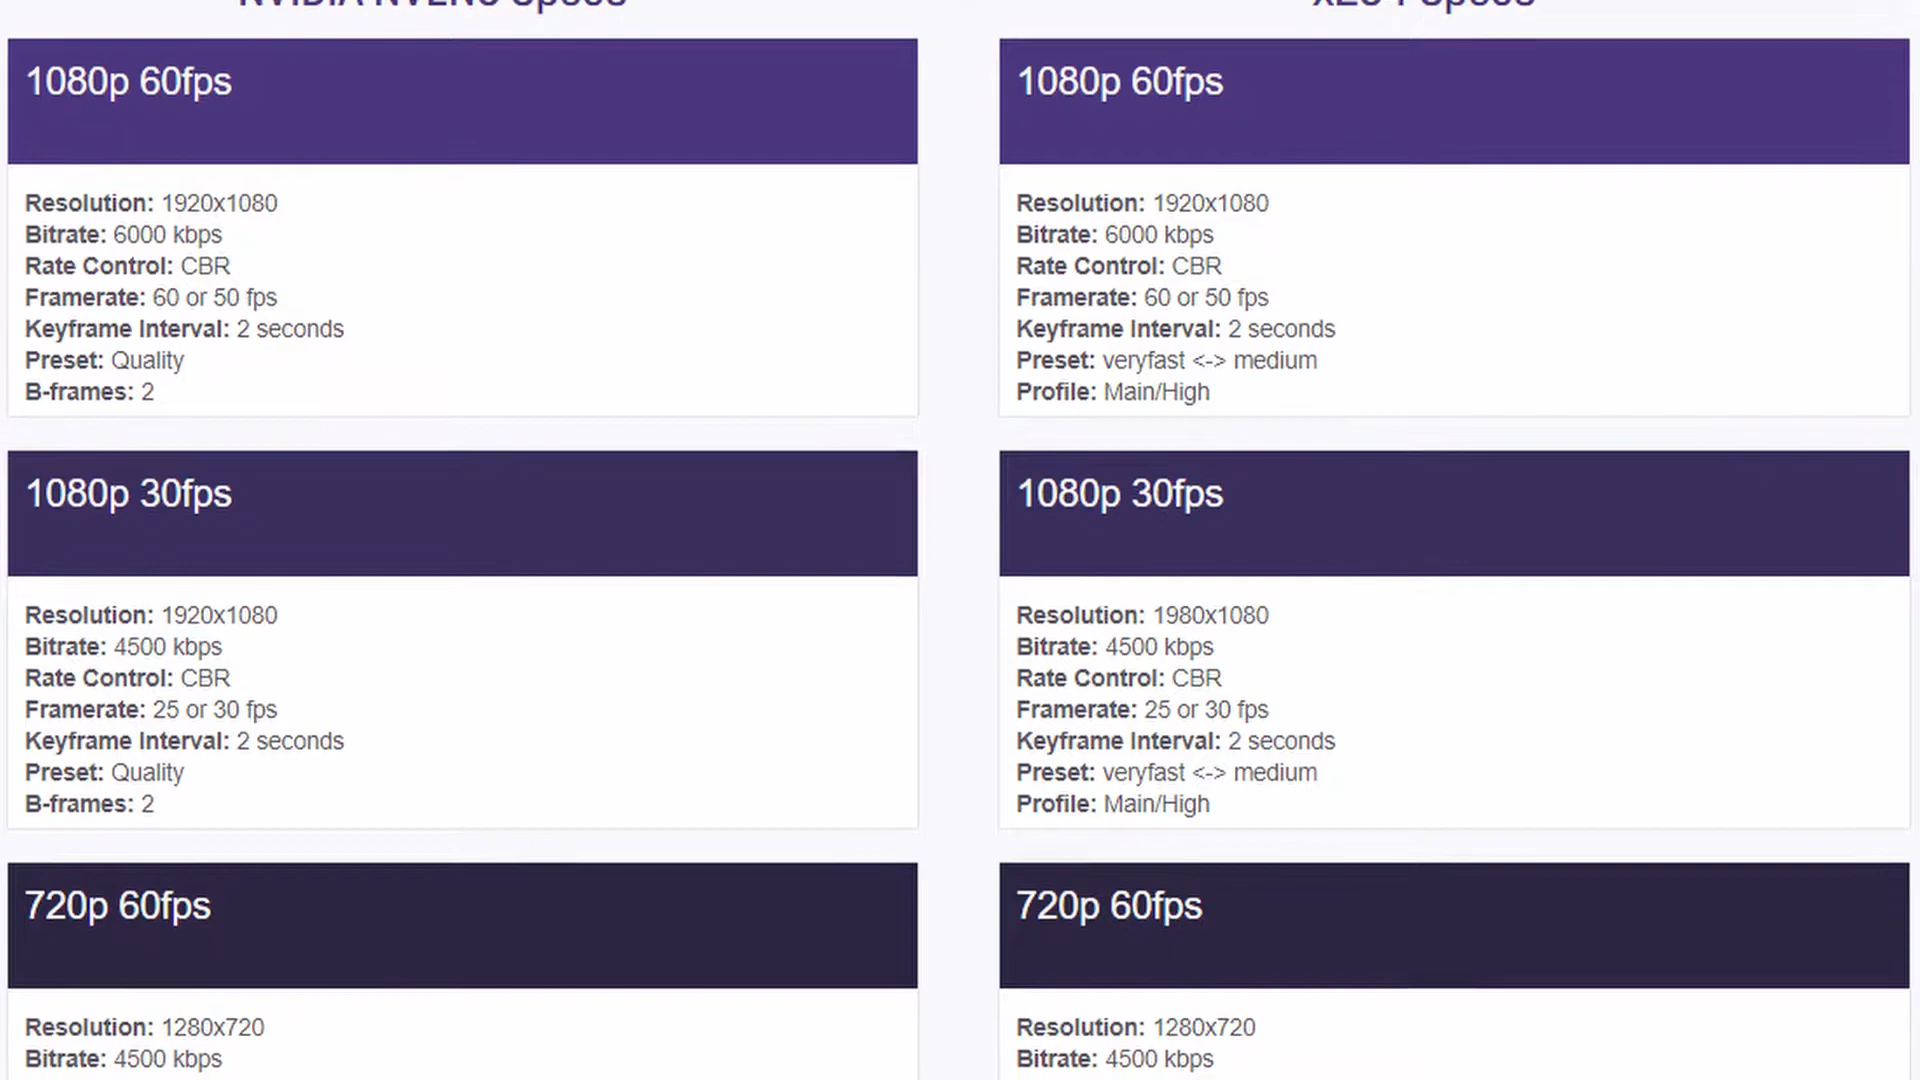 NVIDIA NVENC Specs
1080p 60fps
Resolution: 1920x1080
Bitrate: 6000 kbps
Rate Control: CBR
Framerate: 60 or 50 fps
Keyframe Interval: 2 seconds
Preset: Quality
B-frames: 2
1080p 30fps
Resolution: 1920x1080
Bitrate: 4500 kbps
Rate Control: CBR
Framerate: 25 or 30 fps
Keyframe Interval: 2 seconds
Preset: Quality
B-frames: 2
720p 60fps
Resolution: 1280x720
Bitrate: 4500 kbps
x264 Specs
1080p 60fps
Resolution: 1920x1080
Bitrate: 6000 kbps
Rate Control: CBR
Framerate: 60 or 50 fps
Keyframe Interval: 2 seconds
Preset: veryfast <-> medium
Profile: Main/High
1080p 30fps
Resolution: 1980x1080
Bitrate: 4500 kbps
Rate Control: CBR
Framerate: 25 or 30 fps
Keyframe Interval: 2 seconds
Preset: veryfast <-> medium
Profile: Main/High
720p 60fps
Resolution: 1280x720
Bitrate: 4500 kbps